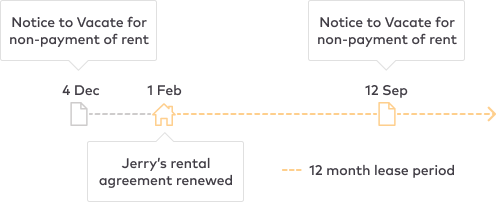 Notice to Vacate for
non-payment of rent
Notice to Vacate for
non-payment of rent
4 Dec
1 Feb
12 Sep
Jerry's rental
agreement renewed
12 month lease period